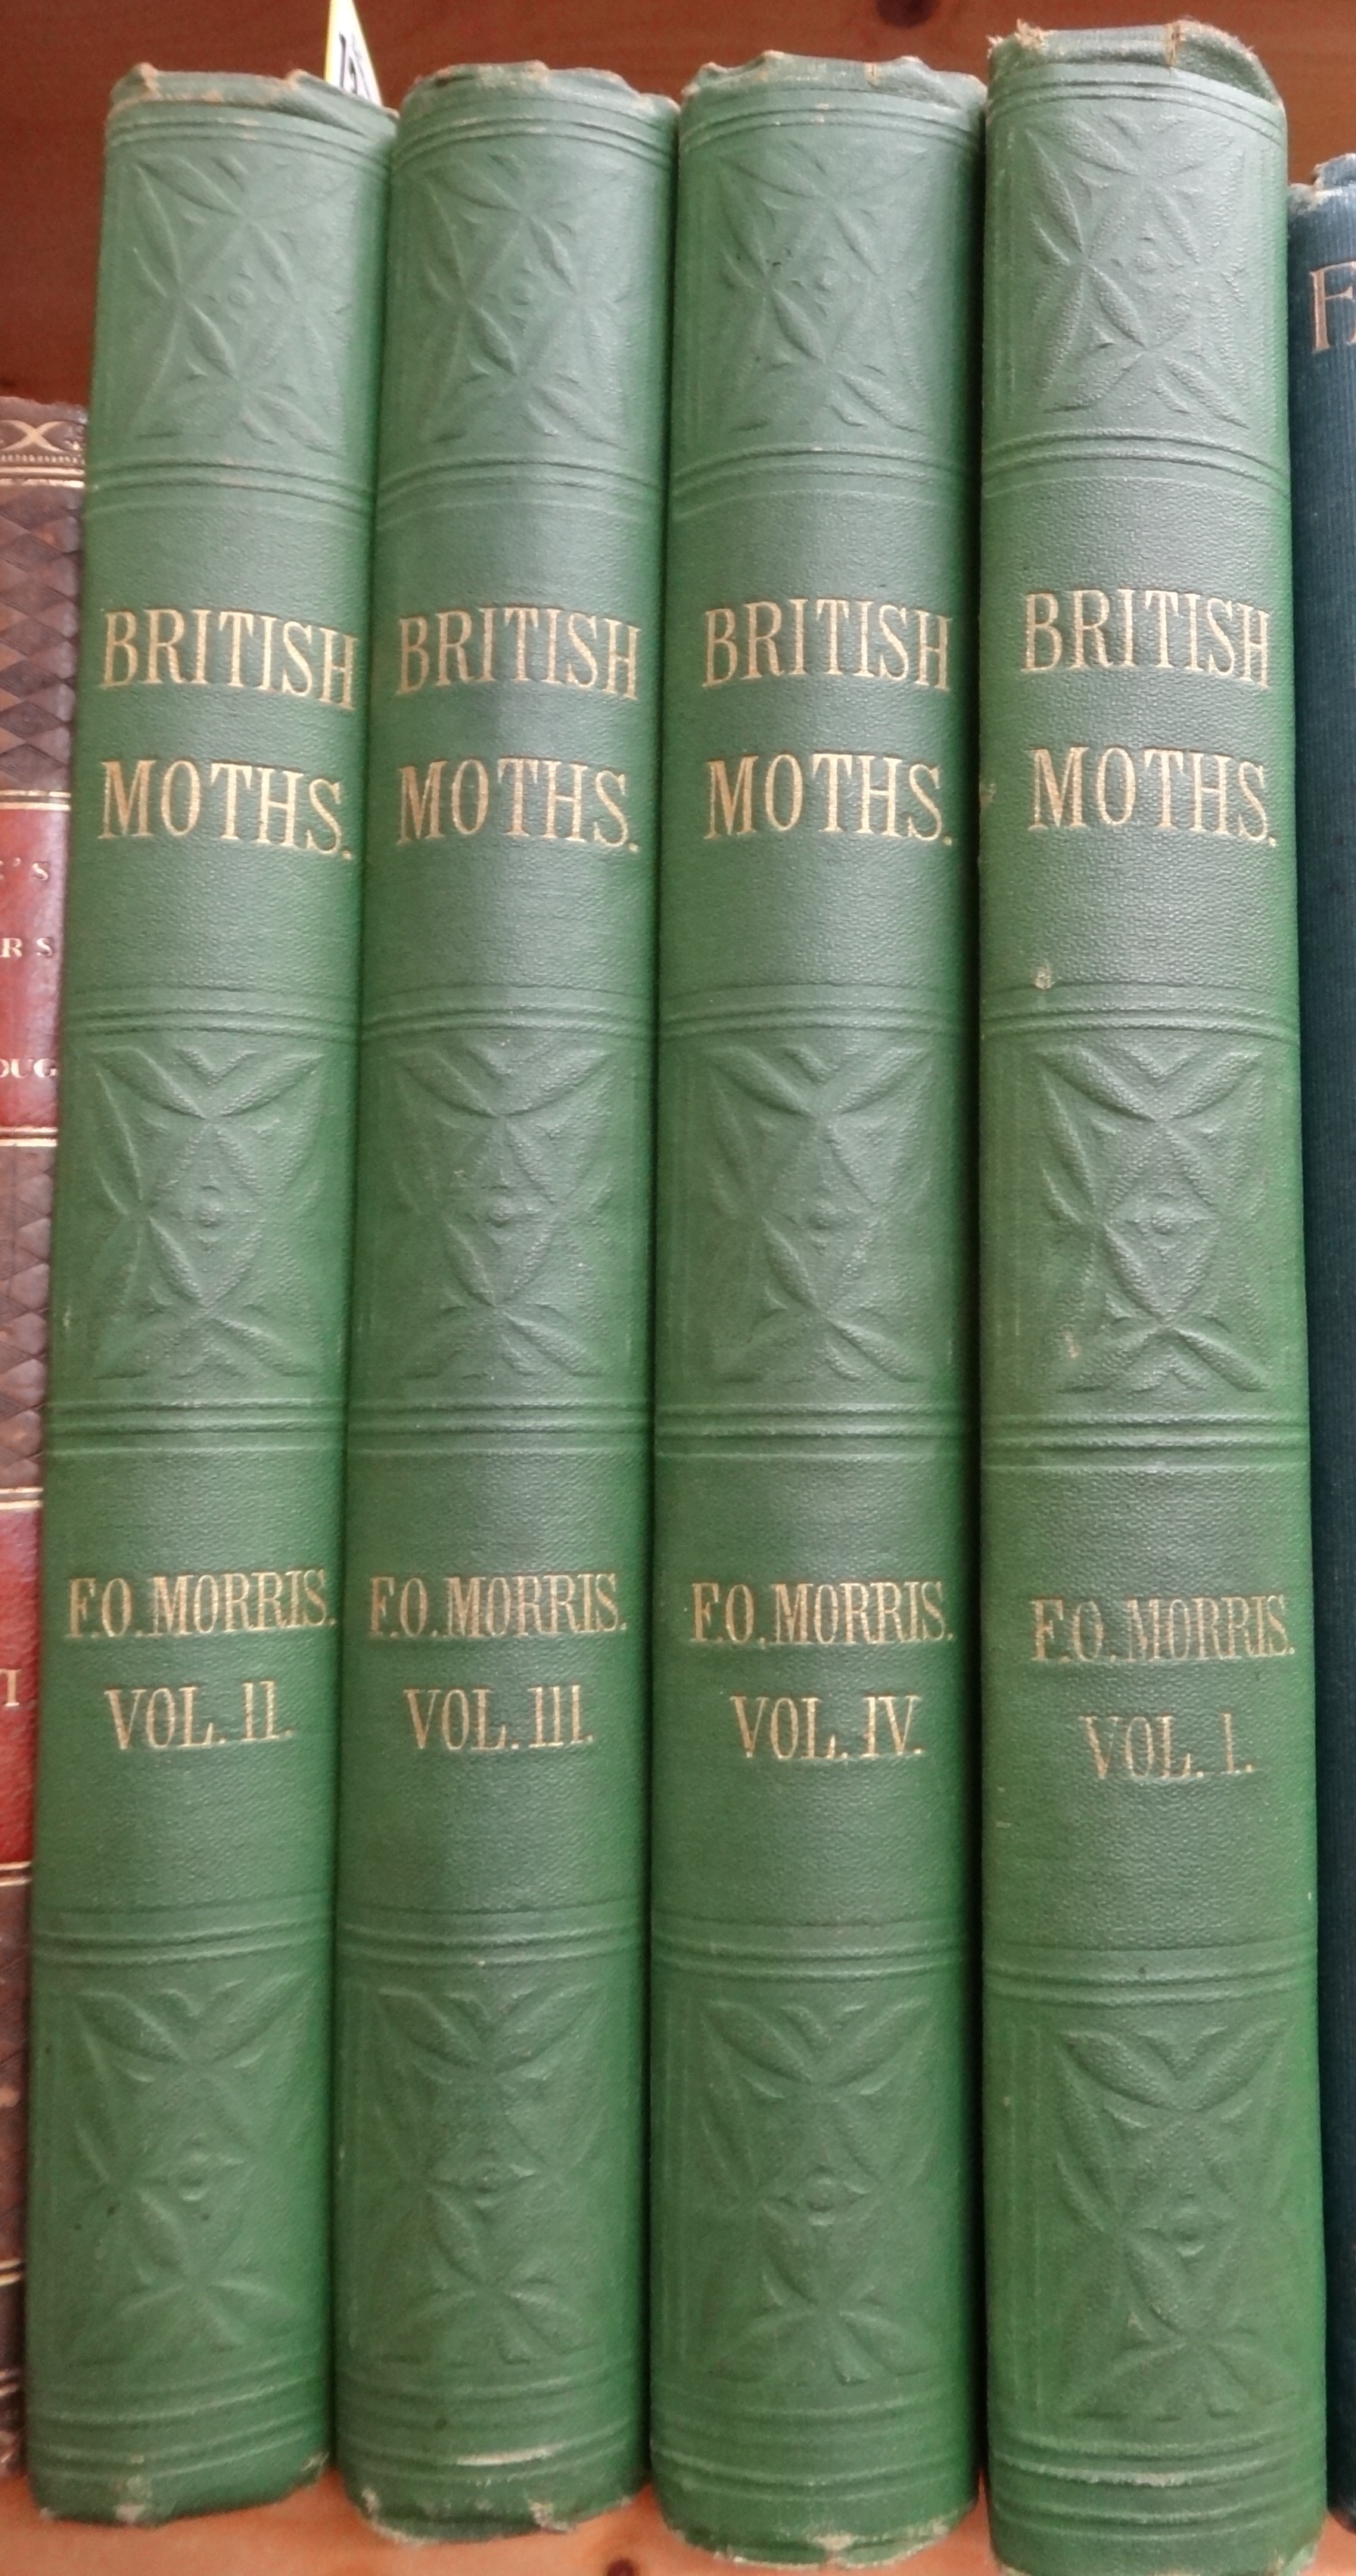 BRITISH
MOTHS.
F.O. MORRIS.
VOL. II.
BRITISH
MOTHS.
F.O. MORRIS.
VOL. III.
BRITISH
MOTHS.
F.O. MORRIS.
VOL. IV.
BRITISH
MOTHS.
F.O. MORRIS.
VOL. I.